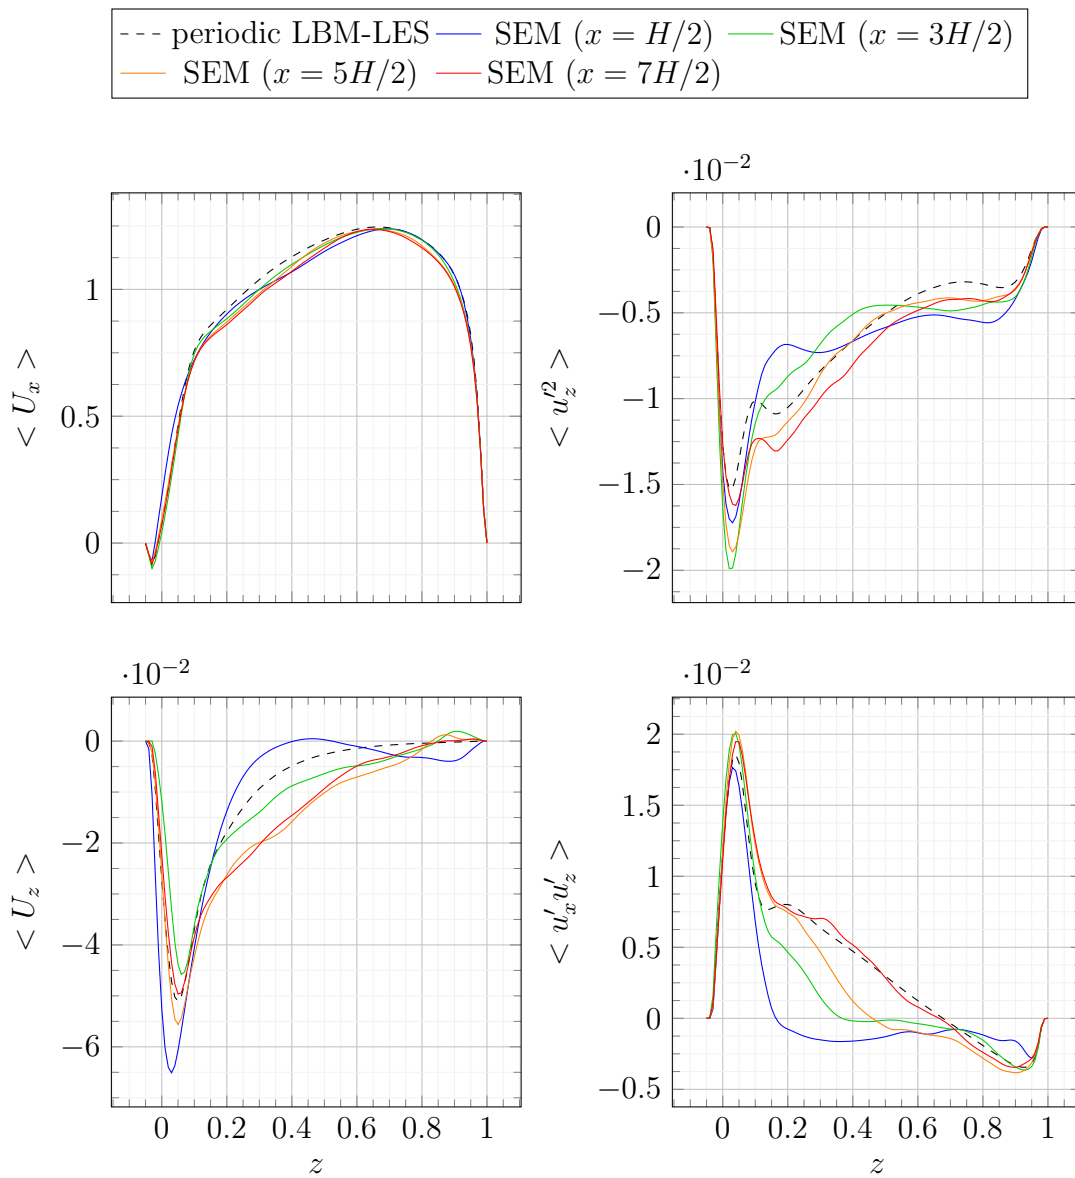 periodic LBM-LES SEM (x = H/2) SEM (x = 3H/2)
SEM (x = 5H/2) SEM (x = 7H/2)
0
0.5
1
< U_x >
·10⁻²
−2
−1.5
−1
−0.5
0
< u′²_z >
·10⁻²
0 0.2 0.4 0.6 0.8 1
−6
−4
−2
0
z
< U_z >
0 0.2 0.4 0.6 0.8 1
−0.5
0
0.5
1
1.5
2
·10⁻²
z
< u′_x u′_z >